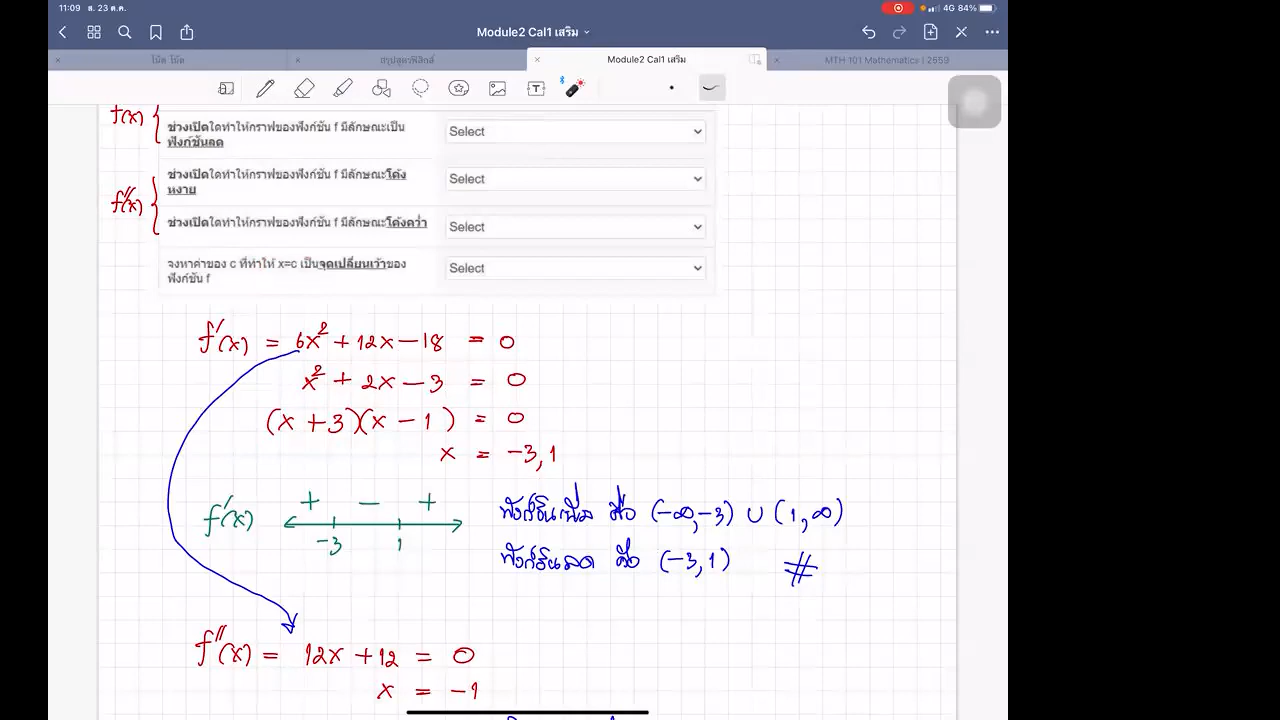 11:09 ส. 23 ต.ค.
4G 84%
Module2 Cal1 เสริม
โน้ต โน้ต
สรุปสูตรฟิสิกส์
Module2 Cal1 เสริม
MTH 101 Mathematics I 2559
f(x)
ช่วงเปิดใดทำให้กราฟของฟังก์ชัน f มีลักษณะเป็น
ฟังก์ชันลด
Select
f''(x)
ช่วงเปิดใดทำให้กราฟของฟังก์ชัน f มีลักษณะโค้ง
หงาย
Select
ช่วงเปิดใดทำให้กราฟของฟังก์ชัน f มีลักษณะโค้งคว่ำ
Select
จงหาค่าของ c ที่ทำให้ x=c เป็นจุดเปลี่ยนเว้าของ
ฟังก์ชัน f
Select
f'(x) = 6x² + 12x − 18 = 0
x² + 2x − 3 = 0
(x + 3)(x − 1) = 0
x = −3, 1
f'(x) + − +
−3 1
ฟังก์ชันเพิ่ม คือ (−∞, −3) ∪ (1, ∞)
ฟังก์ชันลด คือ (−3, 1) #
f''(x) = 12x + 12 = 0
x = −1